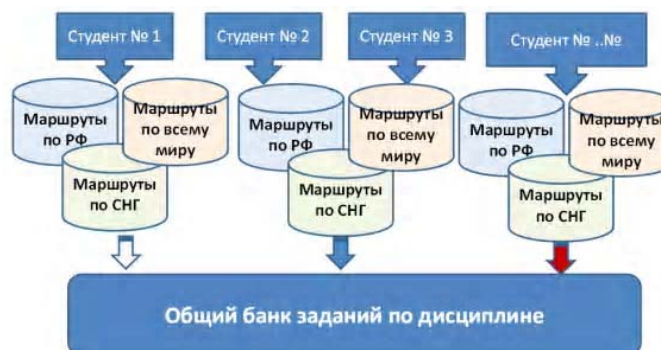 Студент № 1
Студент № 2
Студент № 3
Студент № ..№
Маршруты
по РФ
Маршруты
по всему
миру
Маршруты
по СНГ
Маршруты
по РФ
Маршруты
по всему
миру
Маршруты
по СНГ
Маршруты
по РФ
Маршруты
по всему
миру
Маршруты
по СНГ
Общий банк заданий по дисциплине